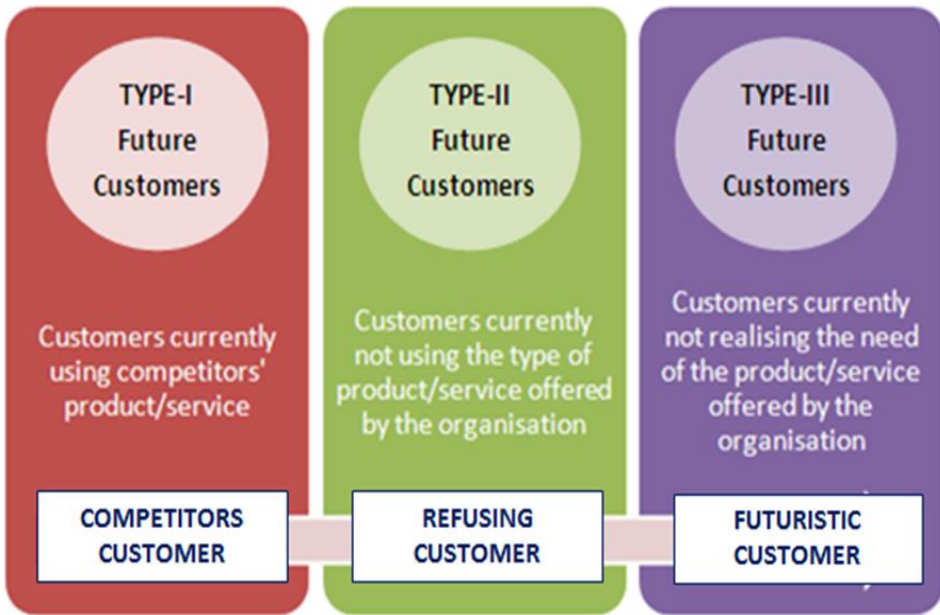 TYPE-I
Future
Customers
Customers currently
using competitors'
product/service
COMPETITORS
CUSTOMER
TYPE-II
Future
Customers
Customers currently
not using the type of
product/service offered
by the organisation
REFUSING
CUSTOMER
TYPE-III
Future
Customers
Customers currently
not realising the need
of the product/service
offered by the
organisation
FUTURISTIC
CUSTOMER